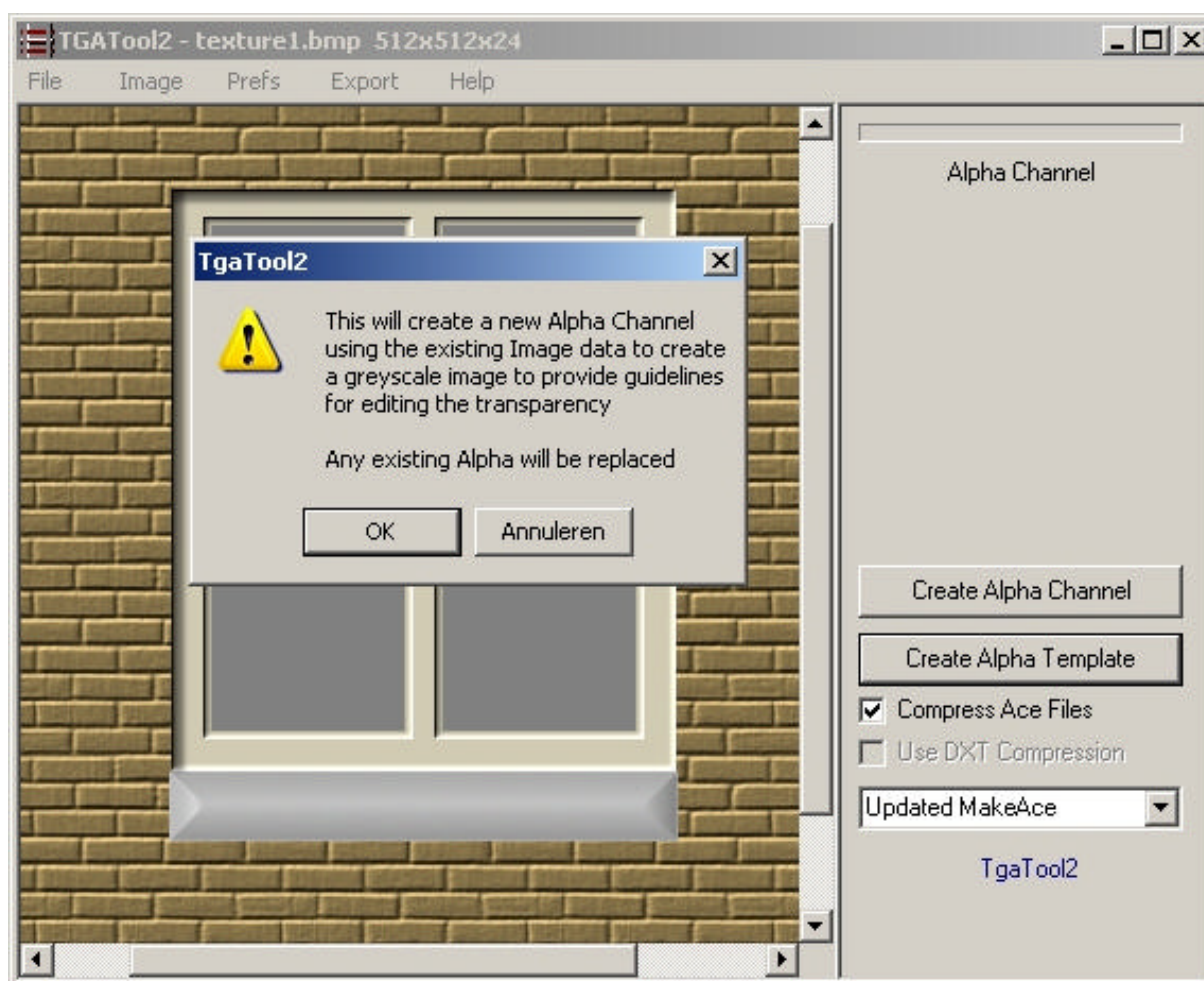 TGATool2 - texture1.bmp 512x512x24
File Image Prefs Export Help
Alpha Channel
TgaTool2
This will create a new Alpha Channel
using the existing Image data to create
a greyscale image to provide guidelines
for editing the transparency
Any existing Alpha will be replaced
OK Annuleren
Create Alpha Channel
Create Alpha Template
Compress Ace Files
Use DXT Compression
Updated MakeAce
TgaTool2